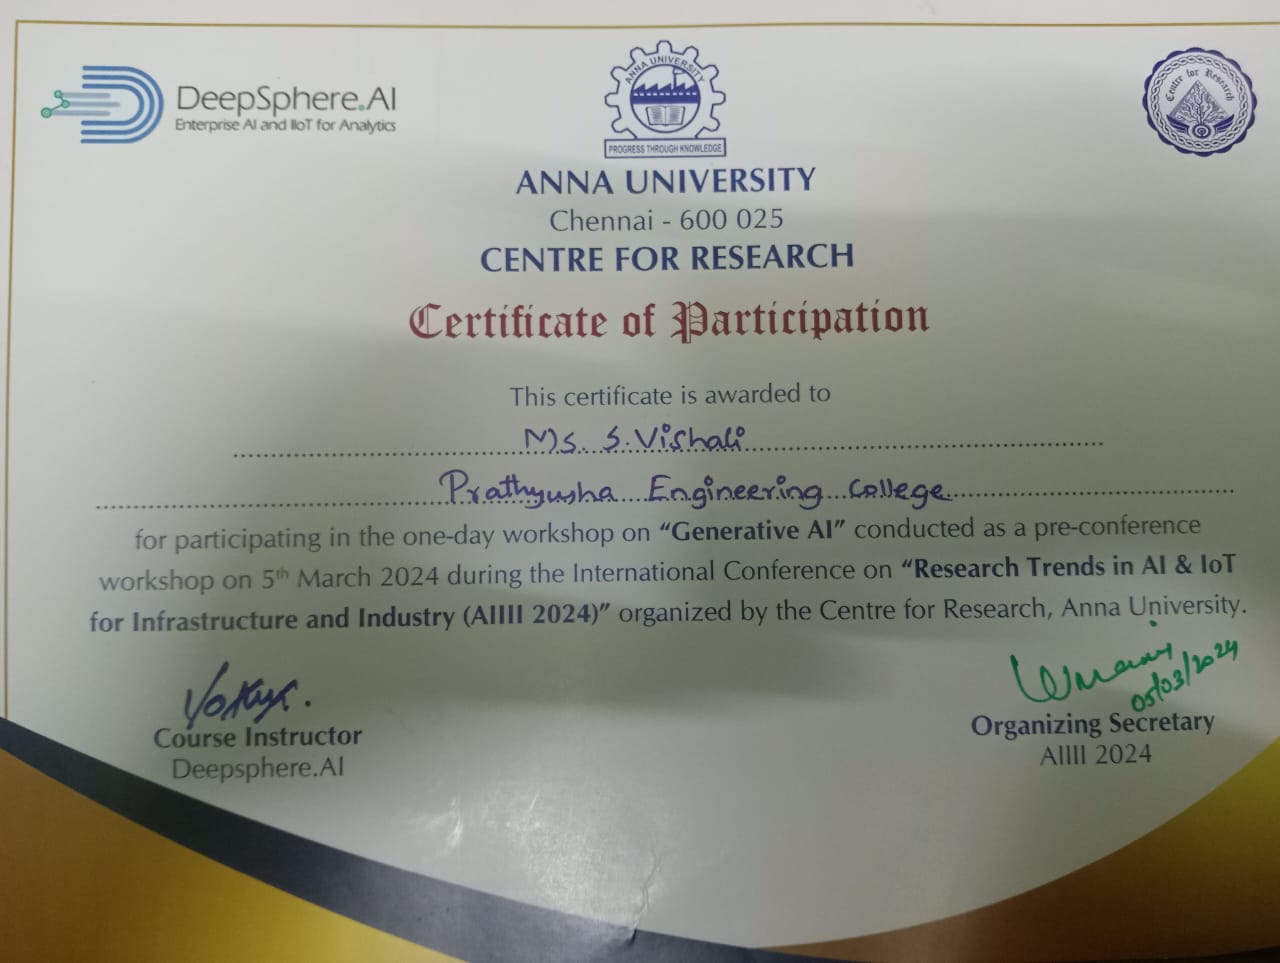 DeepSphere.AI
Enterprise AI and IIoT for Analytics
ANNA UNIVERSITY
PROGRESS THROUGH KNOWLEDGE
Centre for Research
ANNA UNIVERSITY
Chennai - 600 025
CENTRE FOR RESEARCH
Certificate of Participation
This certificate is awarded to
Ms. S. Vishali
Prathyusha Engineering College
for participating in the one-day workshop on “Generative AI” conducted as a pre-conference
workshop on 5th March 2024 during the International Conference on “Research Trends in AI & IoT
for Infrastructure and Industry (AIIII 2024)” organized by the Centre for Research, Anna University.
05/03/2024
Course Instructor
Deepsphere.AI
Organizing Secretary
AIIII 2024